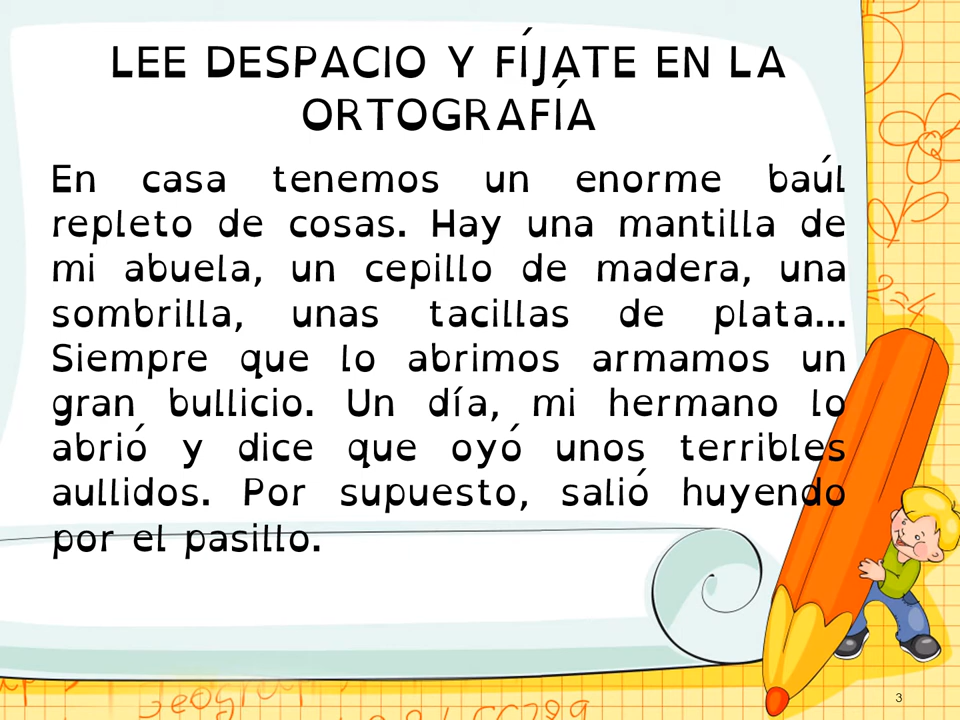 LEE DESPACIO Y FÍJATE EN LA
ORTOGRAFÍA
En casa tenemos un enorme baúl
repleto de cosas. Hay una mantilla de
mi abuela, un cepillo de madera, una
sombrilla, unas tacillas de plata...
Siempre que lo abrimos armamos un
gran bullicio. Un día, mi hermano lo
abrió y dice que oyó unos terribles
aullidos. Por supuesto, salió huyendo
por el pasillo.
3